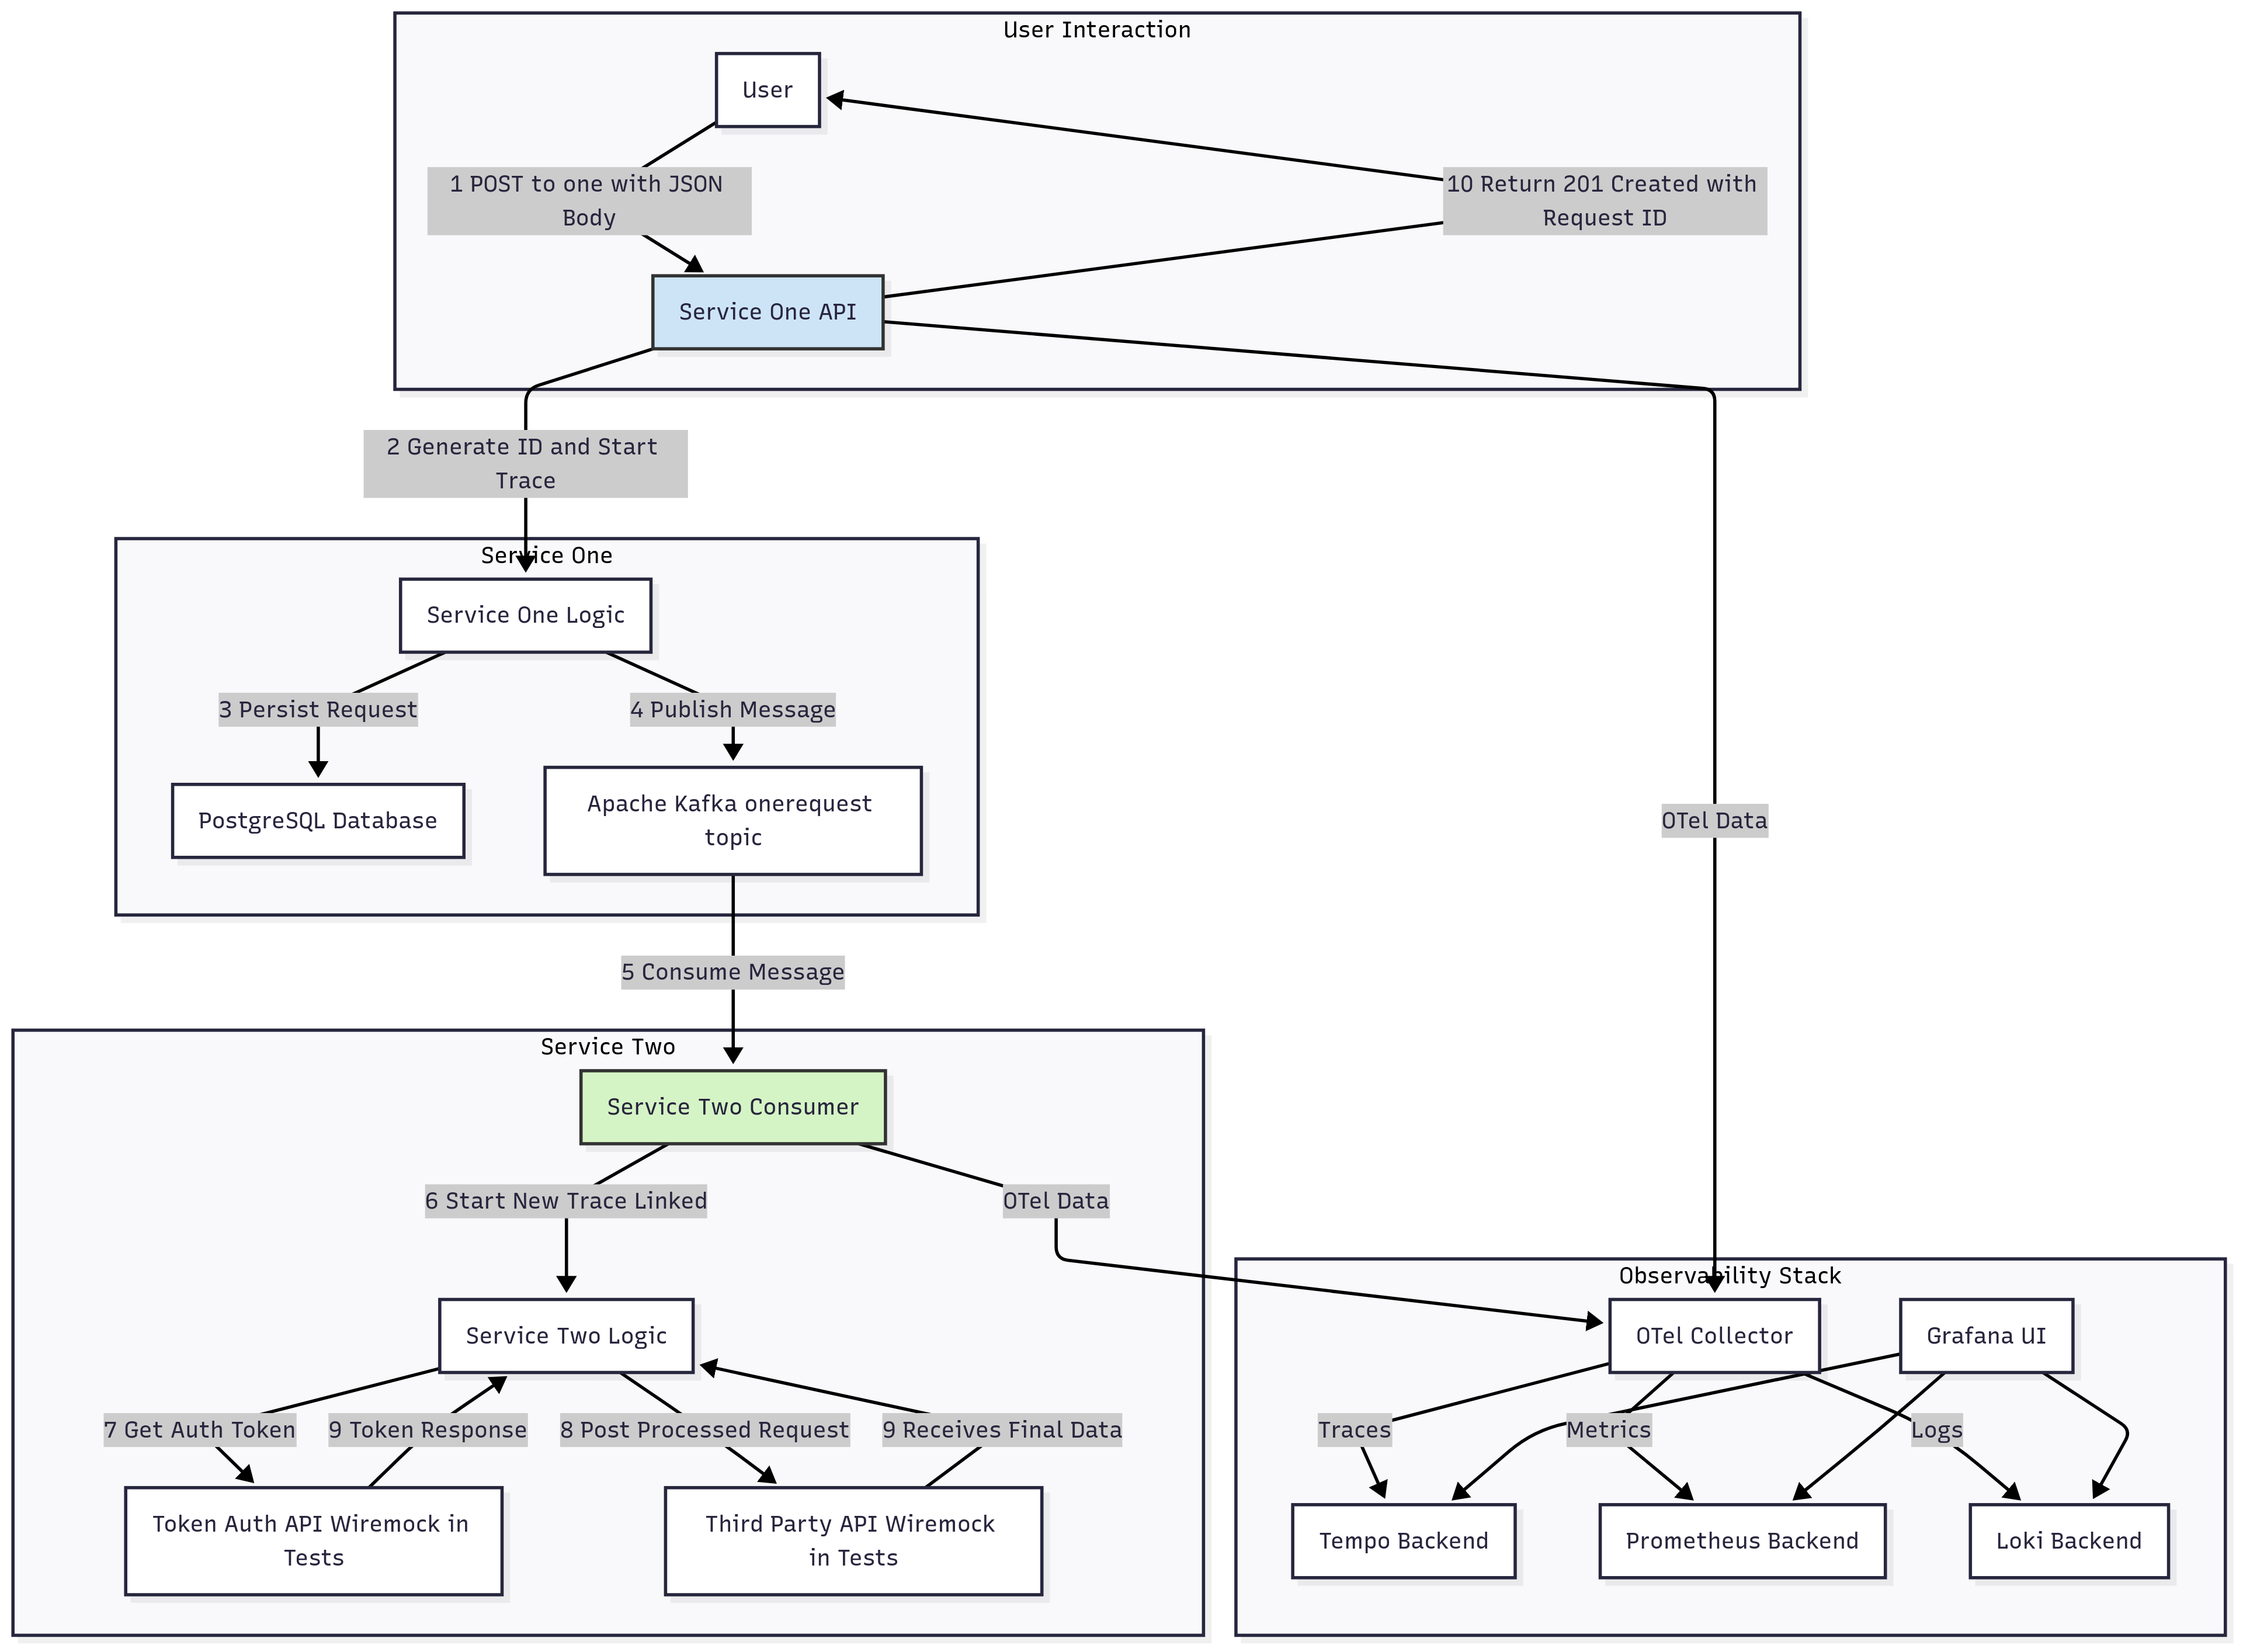 User Interaction
User
1 POST to one with JSON
Body
10 Return 201 Created with
Request ID
Service One API
2 Generate ID and Start
Trace
Service One
Service One Logic
3 Persist Request
4 Publish Message
PostgreSQL Database
Apache Kafka onerequest
topic
OTel Data
5 Consume Message
Service Two
Service Two Consumer
6 Start New Trace Linked
OTel Data
Observability Stack
Service Two Logic
OTel Collector
Grafana UI
7 Get Auth Token
9 Token Response
8 Post Processed Request
9 Receives Final Data
Traces
Metrics
Logs
Token Auth API Wiremock in
Tests
Third Party API Wiremock
in Tests
Tempo Backend
Prometheus Backend
Loki Backend